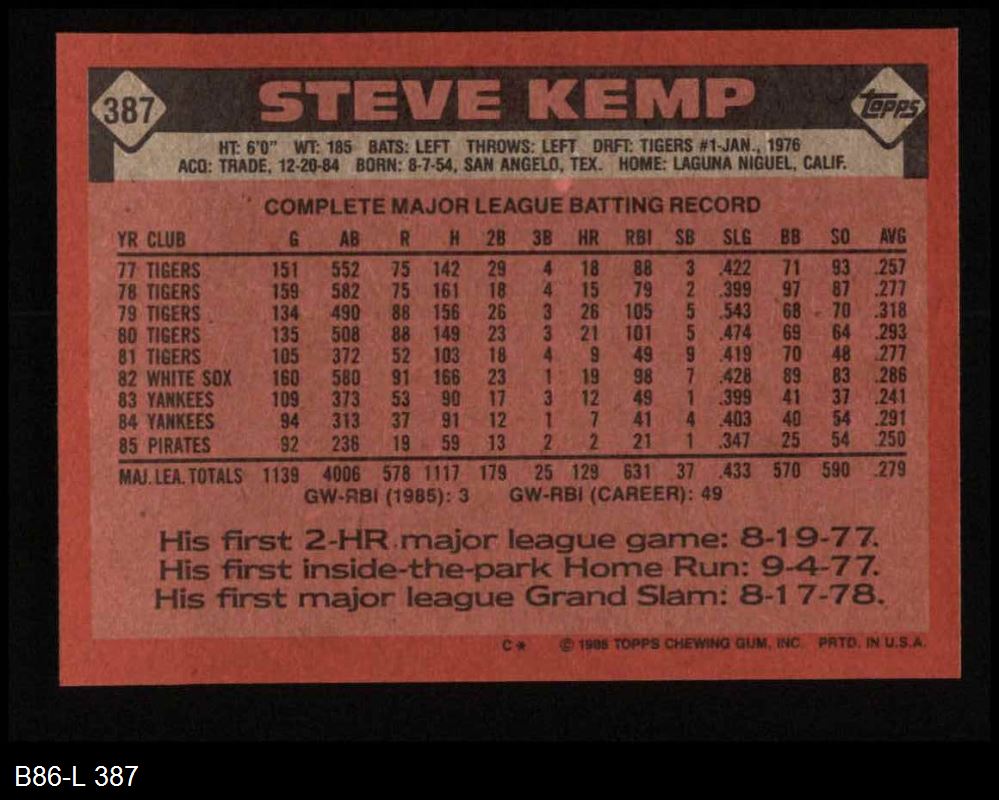 387 STEVE KEMP Topps
HT: 6'0" WT: 185 BATS: LEFT THROWS: LEFT DRFT: TIGERS #1-JAN., 1976
ACQ: TRADE, 12-20-84 BORN: 8-7-54, SAN ANGELO, TEX. HOME: LAGUNA NIGUEL, CALIF.
COMPLETE MAJOR LEAGUE BATTING RECORD
YR CLUB G AB R H 2B 3B HR RBI SB SLG BB SO AVG
77 TIGERS 151 552 75 142 29 4 18 88 3 .422 71 93 .257
78 TIGERS 159 582 75 161 18 4 15 79 2 .399 97 87 .277
79 TIGERS 134 490 88 156 26 3 26 105 5 .543 68 70 .318
80 TIGERS 135 508 88 149 23 3 21 101 5 .474 69 64 .293
81 TIGERS 105 372 52 103 18 4 9 49 9 .419 70 48 .277
82 WHITE SOX 160 580 91 166 23 1 19 98 7 .428 89 83 .286
83 YANKEES 109 373 53 90 17 3 12 49 1 .399 41 37 .241
84 YANKEES 94 313 37 91 12 1 7 41 4 .403 40 54 .291
85 PIRATES 92 236 19 59 13 2 2 21 1 .347 25 54 .250
MAJ. LEA. TOTALS 1139 4006 578 1117 179 25 129 631 37 .433 570 590 .279
GW-RBI (1985): 3 GW-RBI (CAREER): 49
His first 2-HR major league game: 8-19-77.
His first inside-the-park Home Run: 9-4-77.
His first major league Grand Slam: 8-17-78.
C* © 1986 TOPPS CHEWING GUM, INC. PRTD. IN U.S.A.
B86-L 387